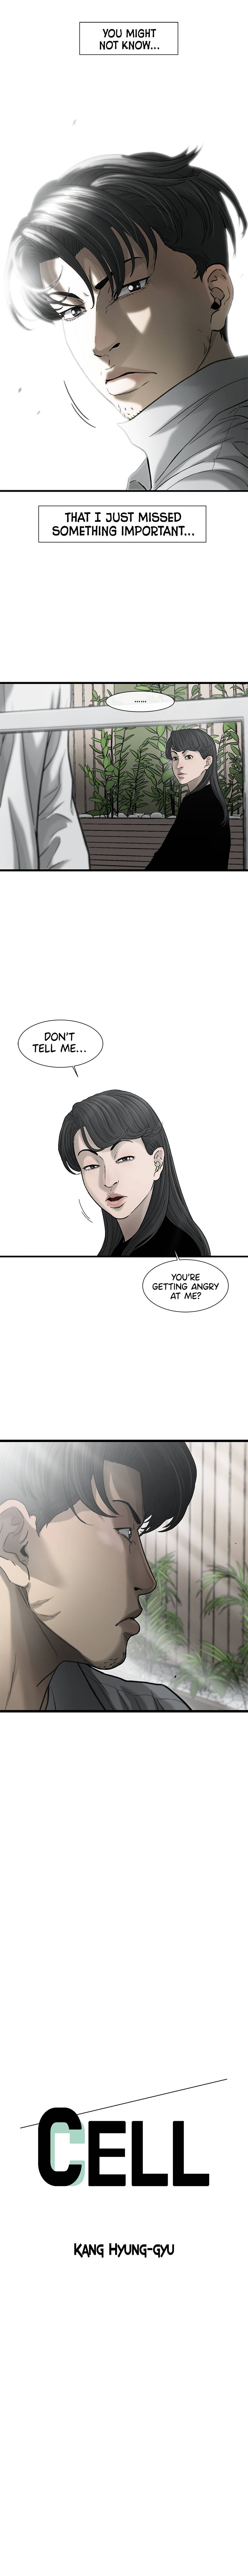 YOU MIGHT
NOT KNOW...
THAT I JUST MISSED
SOMETHING IMPORTANT...
......
DON'T
TELL ME...
YOU'RE
GETTING ANGRY
AT ME?
CELL
KANG HYUNG-GYU